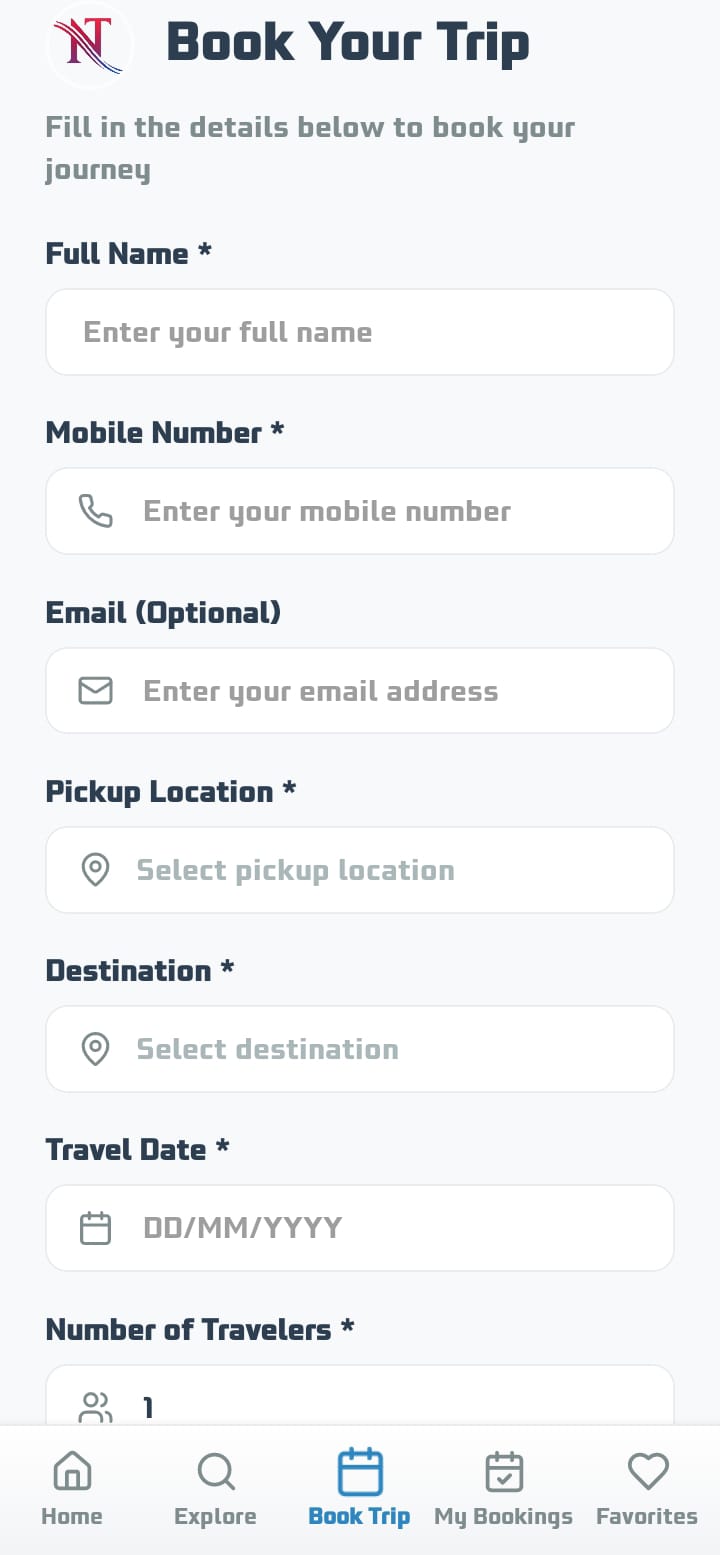 NT
Book Your Trip
Fill in the details below to book your
journey
Full Name *
Enter your full name
Mobile Number *
Enter your mobile number
Email (Optional)
Enter your email address
Pickup Location *
Select pickup location
Destination *
Select destination
Travel Date *
DD/MM/YYYY
Number of Travelers *
1
Home
Explore
Book Trip
My Bookings
Favorites